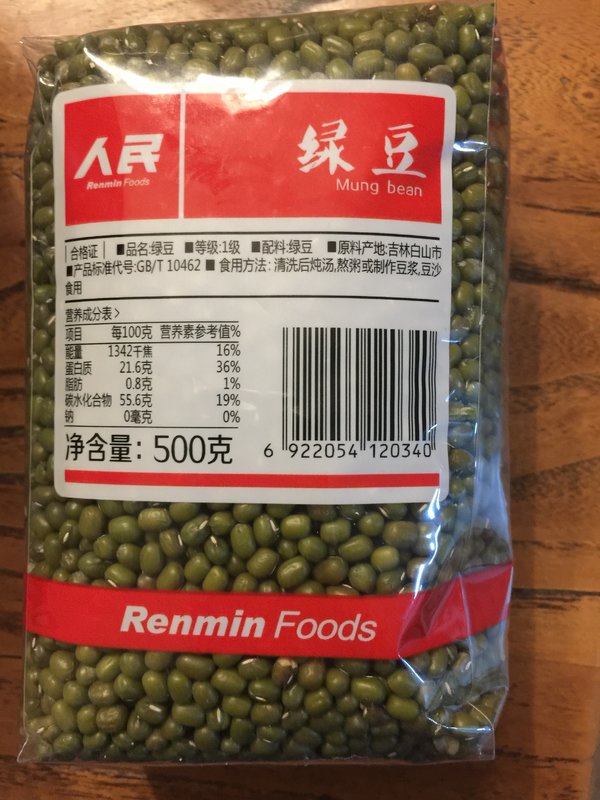 人民
Renmin Foods
绿豆
Mung bean
合格证 ■品名:绿豆 ■等级:1级 ■配料:绿豆 ■原料产地:吉林白山市
■产品标准代号:GB/T 10462 ■食用方法:清洗后炖汤,熬粥或制作豆浆,豆沙
食用
营养成分表>
项目 每100克 营养素参考值%
能量 1342千焦 16%
蛋白质 21.6克 36%
脂肪 0.8克 1%
碳水化合物 55.6克 19%
钠 0毫克 0%
净含量: 500克
6 922054 120340
Renmin Foods